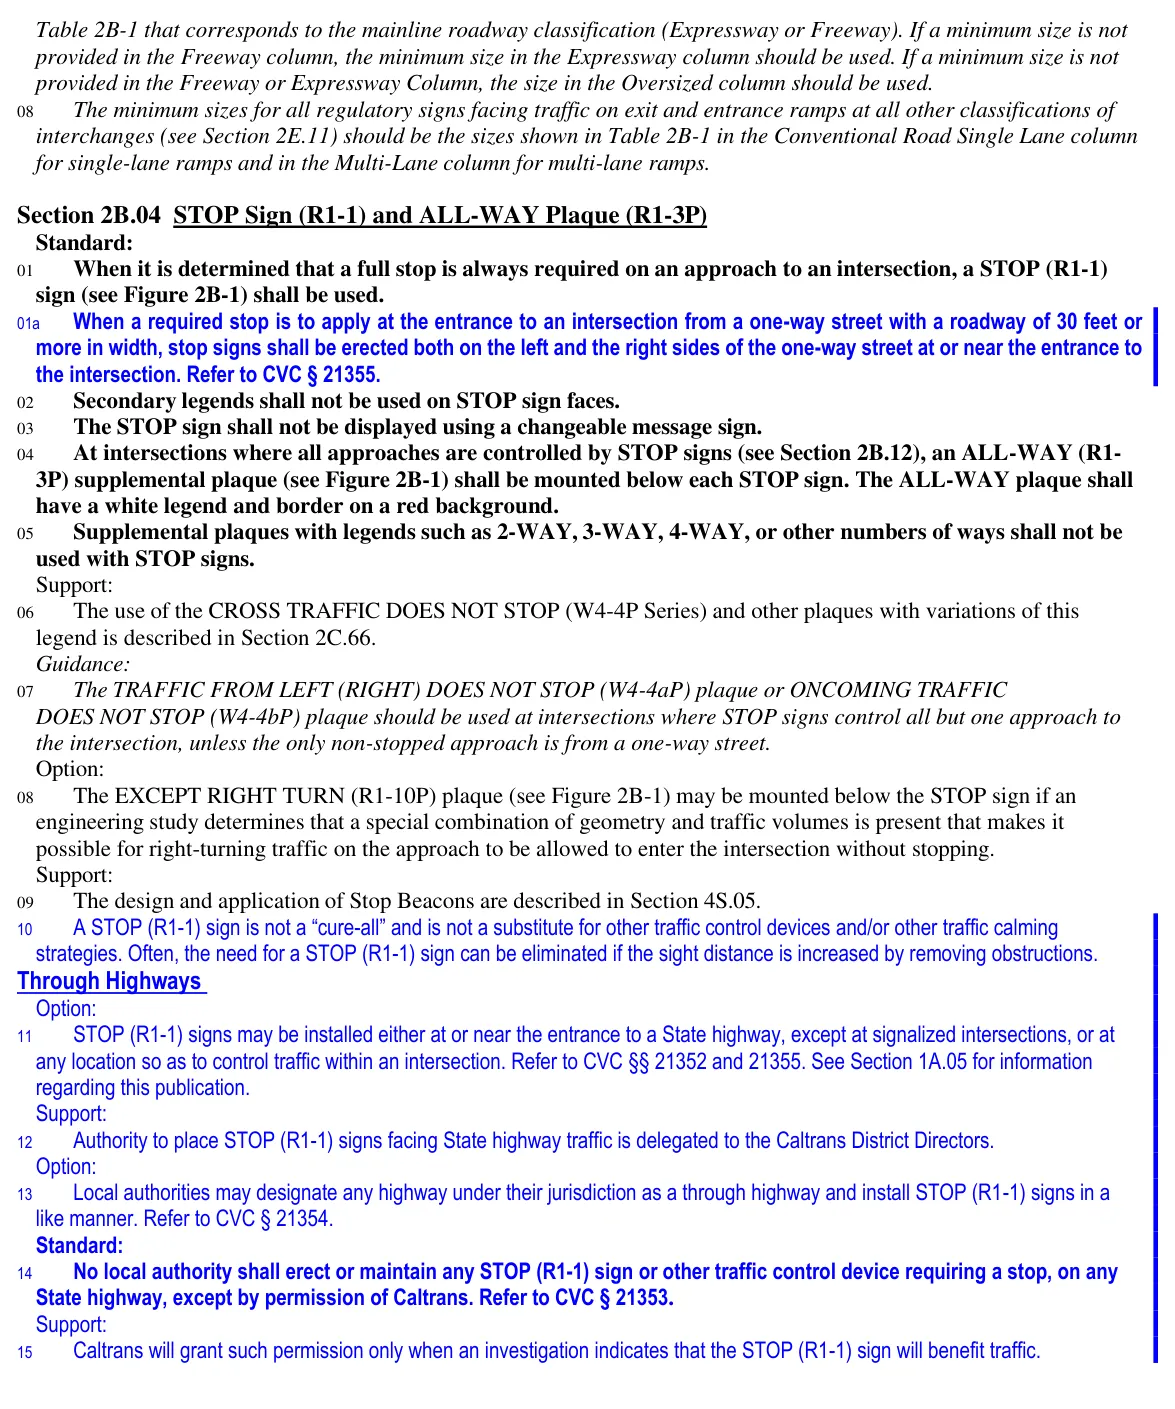 Table 2B-1 that corresponds to the mainline roadway classification (Expressway or Freeway). If a minimum size is not
provided in the Freeway column, the minimum size in the Expressway column should be used. If a minimum size is not
provided in the Freeway or Expressway Column, the size in the Oversized column should be used.
08 The minimum sizes for all regulatory signs facing traffic on exit and entrance ramps at all other classifications of
interchanges (see Section 2E.11) should be the sizes shown in Table 2B-1 in the Conventional Road Single Lane column
for single-lane ramps and in the Multi-Lane column for multi-lane ramps.
Section 2B.04 STOP Sign (R1-1) and ALL-WAY Plaque (R1-3P)
Standard:
01 When it is determined that a full stop is always required on an approach to an intersection, a STOP (R1-1)
sign (see Figure 2B-1) shall be used.
01a When a required stop is to apply at the entrance to an intersection from a one-way street with a roadway of 30 feet or
more in width, stop signs shall be erected both on the left and the right sides of the one-way street at or near the entrance to
the intersection. Refer to CVC § 21355.
02 Secondary legends shall not be used on STOP sign faces.
03 The STOP sign shall not be displayed using a changeable message sign.
04 At intersections where all approaches are controlled by STOP signs (see Section 2B.12), an ALL-WAY (R1-
3P) supplemental plaque (see Figure 2B-1) shall be mounted below each STOP sign. The ALL-WAY plaque shall
have a white legend and border on a red background.
05 Supplemental plaques with legends such as 2-WAY, 3-WAY, 4-WAY, or other numbers of ways shall not be
used with STOP signs.
Support:
06 The use of the CROSS TRAFFIC DOES NOT STOP (W4-4P Series) and other plaques with variations of this
legend is described in Section 2C.66.
Guidance:
07 The TRAFFIC FROM LEFT (RIGHT) DOES NOT STOP (W4-4aP) plaque or ONCOMING TRAFFIC
DOES NOT STOP (W4-4bP) plaque should be used at intersections where STOP signs control all but one approach to
the intersection, unless the only non-stopped approach is from a one-way street.
Option:
08 The EXCEPT RIGHT TURN (R1-10P) plaque (see Figure 2B-1) may be mounted below the STOP sign if an
engineering study determines that a special combination of geometry and traffic volumes is present that makes it
possible for right-turning traffic on the approach to be allowed to enter the intersection without stopping.
Support:
09 The design and application of Stop Beacons are described in Section 4S.05.
10 A STOP (R1-1) sign is not a “cure-all” and is not a substitute for other traffic control devices and/or other traffic calming
strategies. Often, the need for a STOP (R1-1) sign can be eliminated if the sight distance is increased by removing obstructions.
Through Highways
Option:
11 STOP (R1-1) signs may be installed either at or near the entrance to a State highway, except at signalized intersections, or at
any location so as to control traffic within an intersection. Refer to CVC §§ 21352 and 21355. See Section 1A.05 for information
regarding this publication.
Support:
12 Authority to place STOP (R1-1) signs facing State highway traffic is delegated to the Caltrans District Directors.
Option:
13 Local authorities may designate any highway under their jurisdiction as a through highway and install STOP (R1-1) signs in a
like manner. Refer to CVC § 21354.
Standard:
14 No local authority shall erect or maintain any STOP (R1-1) sign or other traffic control device requiring a stop, on any
State highway, except by permission of Caltrans. Refer to CVC § 21353.
Support:
15 Caltrans will grant such permission only when an investigation indicates that the STOP (R1-1) sign will benefit traffic.